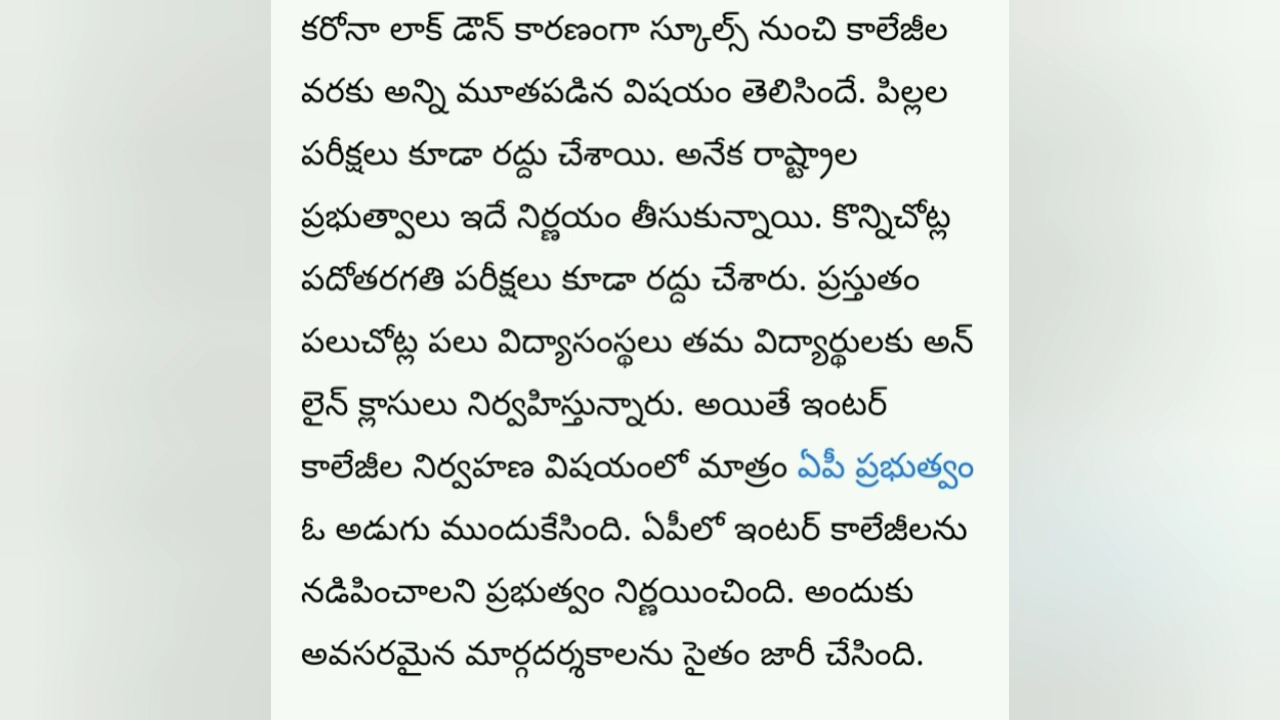 కరోనా లాక్ డౌన్ కారణంగా స్కూల్స్ నుంచి కాలేజీల
వరకు అన్ని మూతపడిన విషయం తెలిసిందే. పిల్లల
పరీక్షలు కూడా రద్దు చేశాయి. అనేక రాష్ట్రాల
ప్రభుత్వాలు ఇదే నిర్ణయం తీసుకున్నాయి. కొన్నిచోట్ల
పదోతరగతి పరీక్షలు కూడా రద్దు చేశారు. ప్రస్తుతం
పలుచోట్ల పలు విద్యాసంస్థలు తమ విద్యార్థులకు అన్
లైన్ క్లాసులు నిర్వహిస్తున్నారు. అయితే ఇంటర్
కాలేజీల నిర్వహణ విషయంలో మాత్రం ఏపీ ప్రభుత్వం
ఓ అడుగు ముందుకేసింది. ఏపీలో ఇంటర్ కాలేజీలను
నడిపించాలని ప్రభుత్వం నిర్ణయించింది. అందుకు
అవసరమైన మార్గదర్శకాలను సైతం జారీ చేసింది.